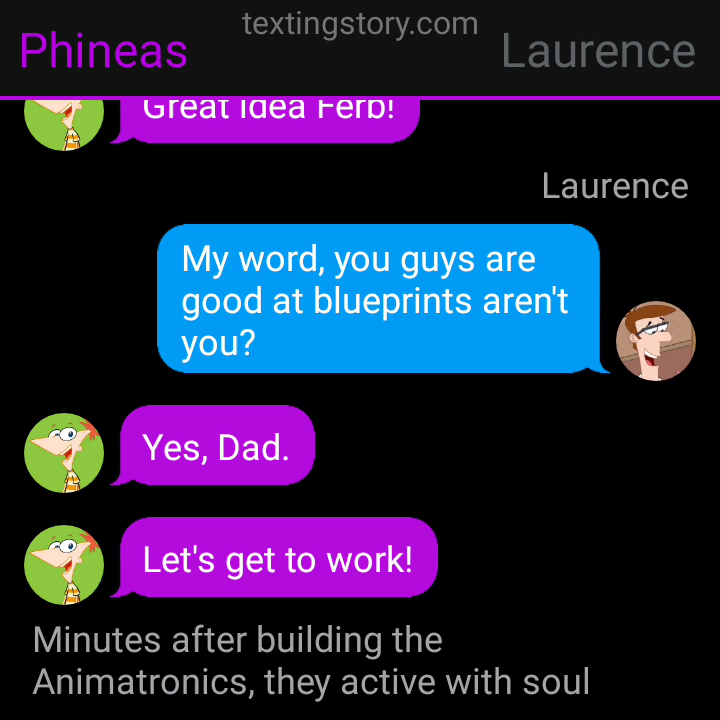 textingstory.com
Phineas
Laurence
Great idea Ferb!
Laurence
My word, you guys are
good at blueprints aren't
you?
Yes, Dad.
Let's get to work!
Minutes after building the
Animatronics, they active with soul